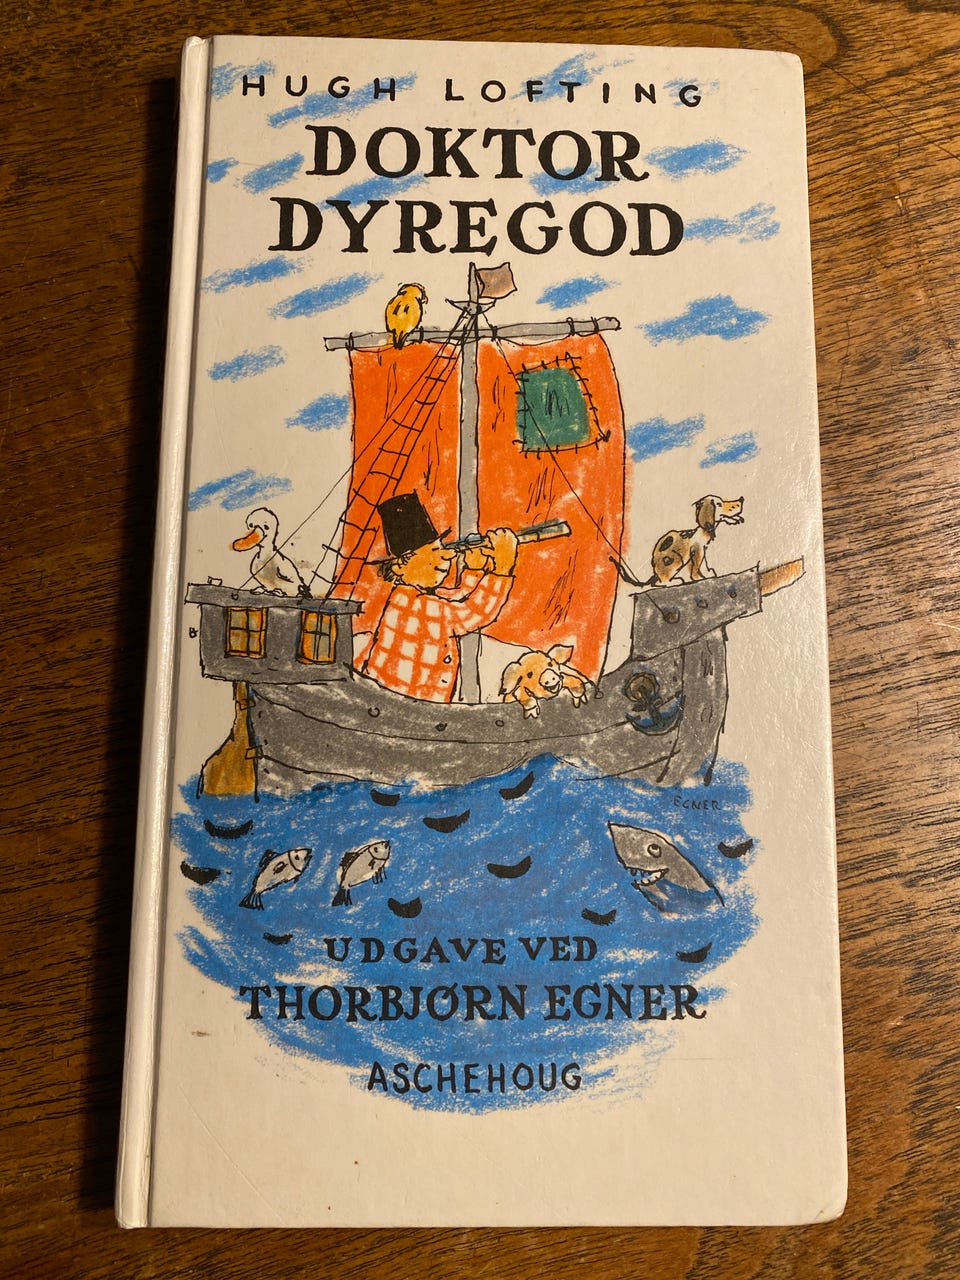 HUGH LOFTING
DOKTOR
DYREGOD
EGNER
UDGAVE VED
THORBJØRN EGNER
ASCHEHOUG